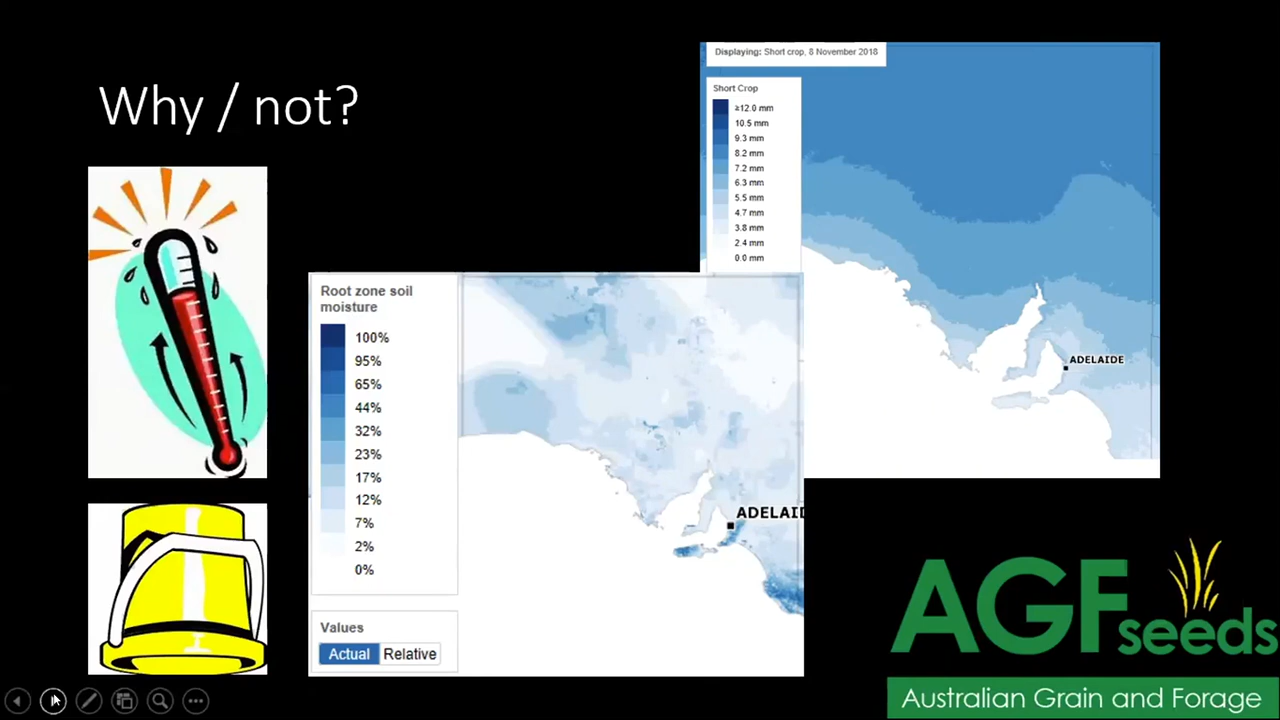 Why / not?
Displaying: Short crop, 8 November 2018
Short Crop
≥12.0 mm
10.5 mm
9.3 mm
8.2 mm
7.2 mm
6.3 mm
5.5 mm
4.7 mm
3.8 mm
2.4 mm
0.0 mm
ADELAIDE
Root zone soil
moisture
100%
95%
65%
44%
32%
23%
17%
12%
7%
2%
0%
ADELAI
Values
Actual Relative
AGFseeds
Australian Grain and Forage